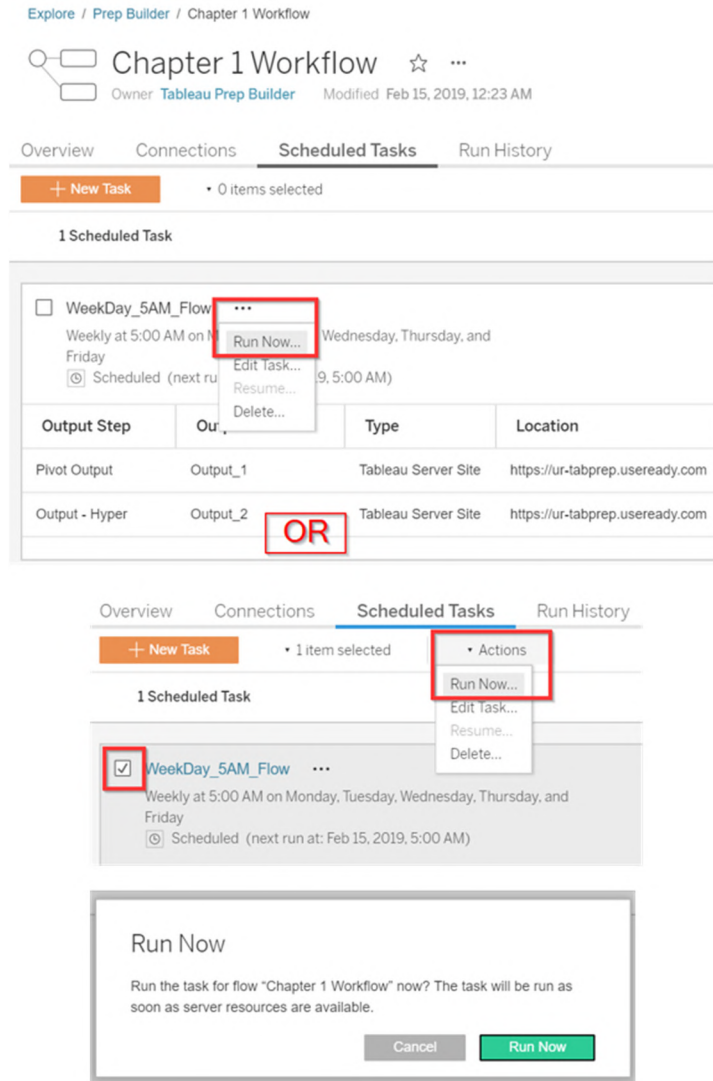 Explore / Prep Builder / Chapter 1 Workflow
Chapter 1 Workflow ☆ •••
Owner Tableau Prep Builder Modified Feb 15, 2019, 12:23 AM
Overview Connections Scheduled Tasks Run History
+ New Task ▾ 0 items selected
1 Scheduled Task
WeekDay_5AM_Flow •••
Run Now...
Weekly at 5:00 AM on M Wednesday, Thursday, and
Friday
Edit Task...
Scheduled (next ru 9, 5:00 AM)
Resume...
Delete...
Output Step Type Location
Pivot Output Output_1 Tableau Server Site https://ur-tabprep.useready.com
Output - Hyper Output_2 Tableau Server Site https://ur-tabprep.useready.com
OR
Overview Connections Scheduled Tasks Run History
+ New Task ▾ 1 item selected ▾ Actions
Run Now...
1 Scheduled Task
Edit Task...
Resume...
Delete...
WeekDay_5AM_Flow •••
Weekly at 5:00 AM on Monday, Tuesday, Wednesday, Thursday, and
Friday
Scheduled (next run at: Feb 15, 2019, 5:00 AM)
Run Now
Run the task for flow "Chapter 1 Workflow" now? The task will be run as
soon as server resources are available.
Cancel Run Now